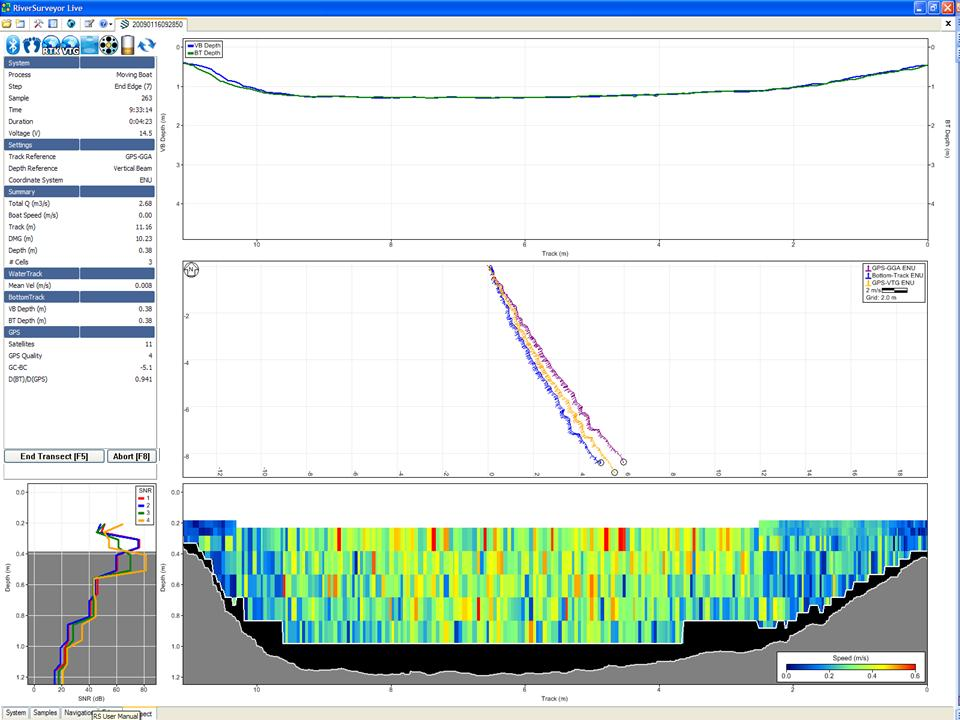 RiverSurveyor Live
20090116092850
RTK VTG
System
Process Moving Boat
Step End Edge (7)
Sample 263
Time 9:33:14
Duration 0:04:23
Voltage (V) 14.5
Settings
Track Reference GPS-GGA
Depth Reference Vertical Beam
Coordinate System ENU
Summary
Total Q (m3/s) 2.68
Boat Speed (m/s) 0.00
Track (m) 11.16
DMG (m) 10.23
Depth (m) 0.38
# Cells 3
WaterTrack
Mean Vel (m/s) 0.008
BottomTrack
VB Depth (m) 0.38
BT Depth (m) 0.38
GPS
Satellites 11
GPS Quality 4
GC-BC -5.1
D(BT)/D(GPS) 0.941
End Transect [F5] Abort [F8]
VB Depth
BT Depth
VB Depth (m)
0 1 2 3 4
BT Depth (m)
0 1 2 3 4
10 8 6 4 2 0
Track (m)
N
GPS-GGA ENU
Bottom-Track ENU
GPS-VTG ENU
2 m/s
Grid: 2.0 m
-2
-4
-6
-8
-12 -10 -8 -6 -4 -2 0 2 4 6 8 10 12 14 16 18
SNR
1
2
3
4
Depth (m)
0.0
0.2
0.4
0.6
0.8
1.0
1.2
0 20 40 60 80
SNR (dB)
Depth (m)
0.0
0.2
0.4
0.6
0.8
1.0
1.2
Speed (m/s)
0.0 0.2 0.4 0.6
10 8 6 4 2 0
Track (m)
System Samples Navigation
RS User Manual